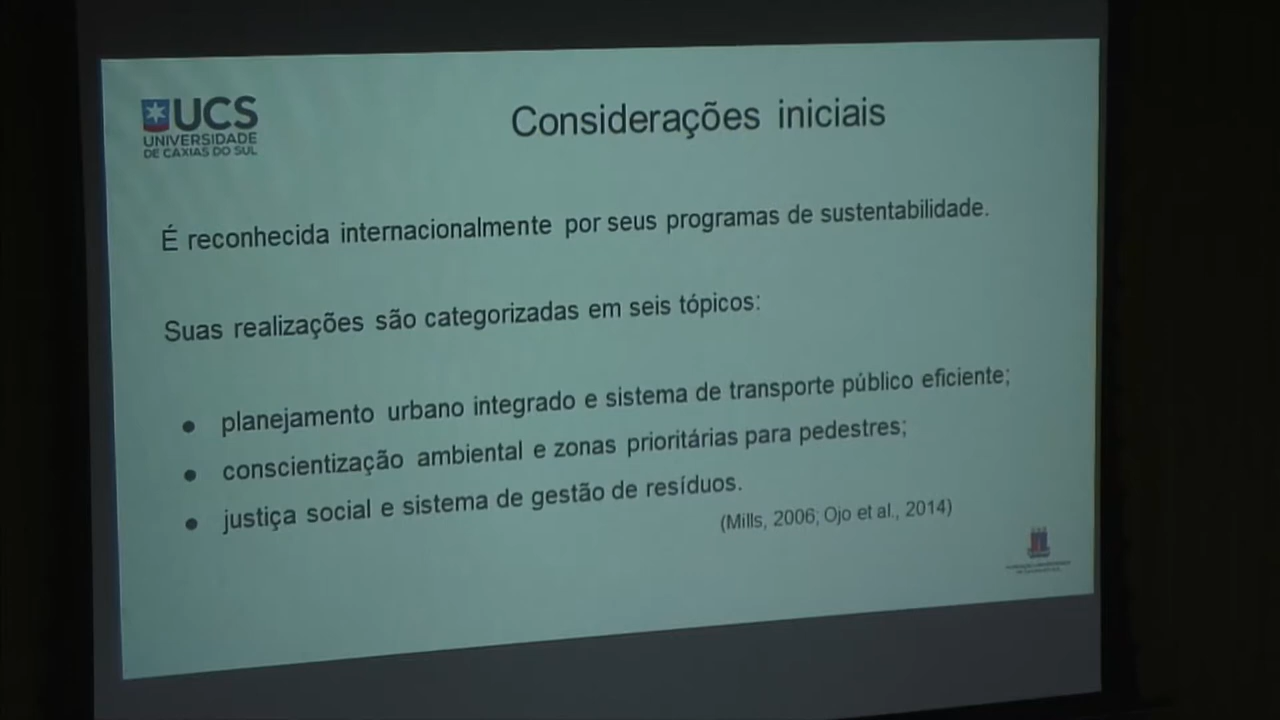 UCS
UNIVERSIDADE
DE CAXIAS DO SUL
Considerações iniciais
É reconhecida internacionalmente por seus programas de sustentabilidade.
Suas realizações são categorizadas em seis tópicos:
planejamento urbano integrado e sistema de transporte público eficiente;
conscientização ambiental e zonas prioritárias para pedestres;
justiça social e sistema de gestão de resíduos.
(Mills, 2006; Ojo et al., 2014)